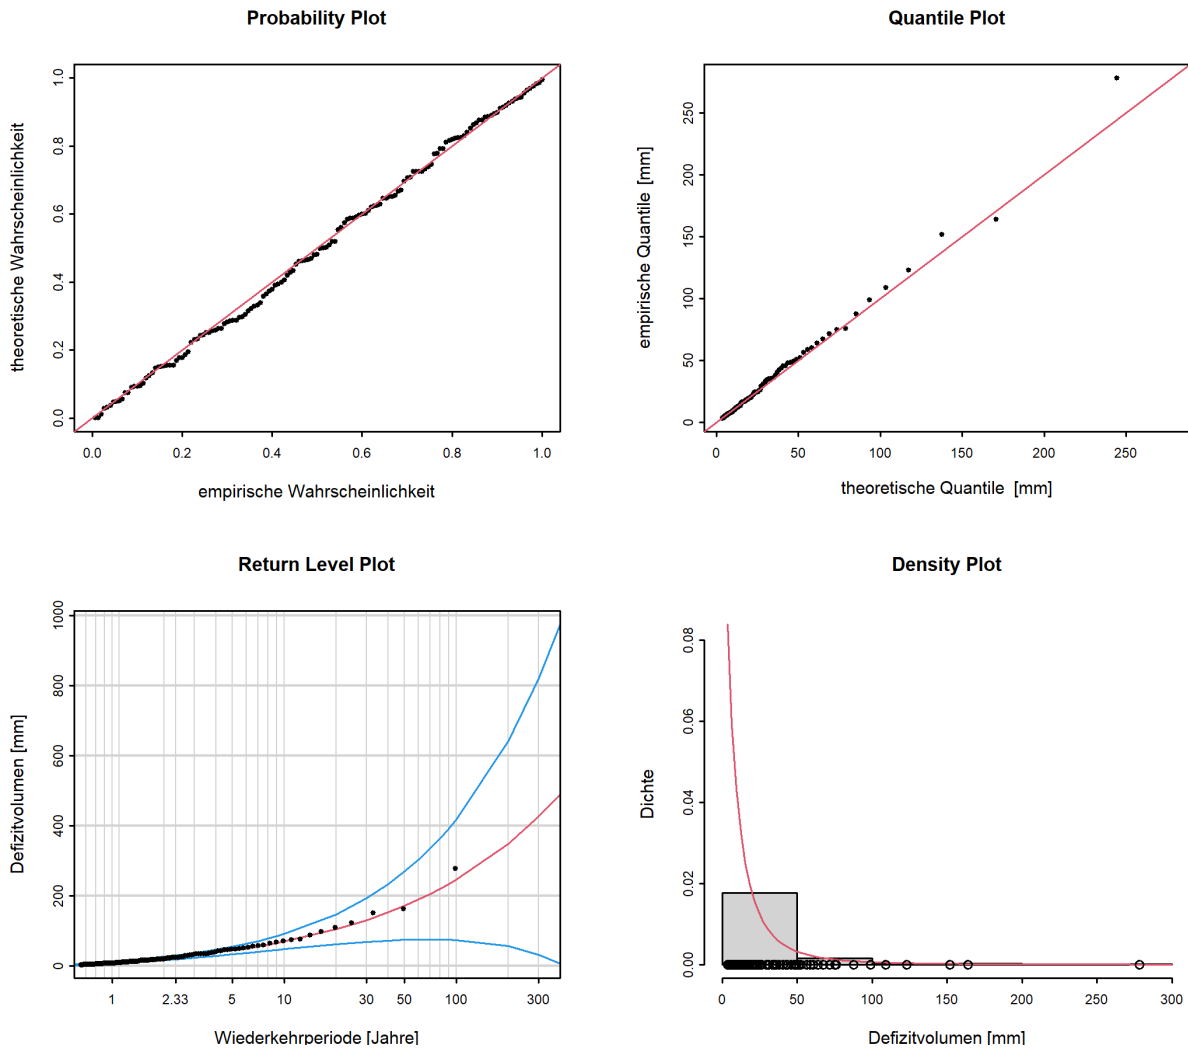 Probability Plot
theoretische Wahrscheinlichkeit
0.0 0.2 0.4 0.6 0.8 1.0
0.0 0.2 0.4 0.6 0.8 1.0
empirische Wahrscheinlichkeit
Quantile Plot
empirische Quantile [mm]
0 50 100 150 200 250
0 50 100 150 200 250
theoretische Quantile [mm]
Return Level Plot
Defizitvolumen [mm]
0 200 400 600 800 1000
1 2.33 5 10 30 50 100 300
Wiederkehrperiode [Jahre]
Density Plot
Dichte
0.00 0.02 0.04 0.06 0.08
0 50 100 150 200 250 300
Defizitvolumen [mm]